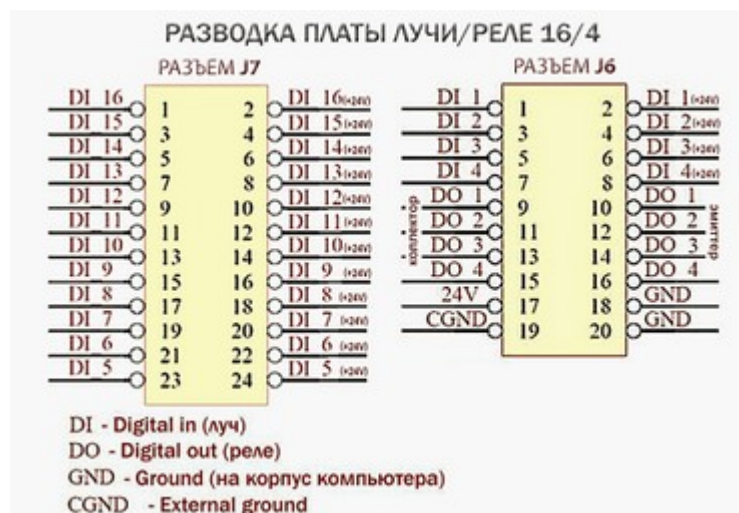 РАЗВОДКА ПЛАТЫ ЛУЧИ/РЕЛЕ 16/4
РАЗЪЕМ J7
DI 16 1 2 DI 16(+24V)
DI 15 3 4 DI 15(+24V)
DI 14 5 6 DI 14(+24V)
DI 13 7 8 DI 13(+24V)
DI 12 9 10 DI 12(+24V)
DI 11 11 12 DI 11(+24V)
DI 10 13 14 DI 10(+24V)
DI 9 15 16 DI 9 (+24V)
DI 8 17 18 DI 8 (+24V)
DI 7 19 20 DI 7 (+24V)
DI 6 21 22 DI 6 (+24V)
DI 5 23 24 DI 5 (+24V)
РАЗЪЕМ J6
DI 1 1 2 DI 1(+24V)
DI 2 3 4 DI 2(+24V)
DI 3 5 6 DI 3(+24V)
DI 4 7 8 DI 4(+24V)
DO 1 9 10 DO 1
DO 2 11 12 DO 2
DO 3 13 14 DO 3
DO 4 15 16 DO 4
24V 17 18 GND
CGND 19 20 GND
коллектор
эмиттер
DI - Digital in (луч)
DO - Digital out (реле)
GND - Ground (на корпус компьютера)
CGND - External ground